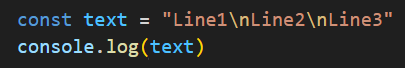 const text = "Line1\nLine2\nLine3"
console.log(text)